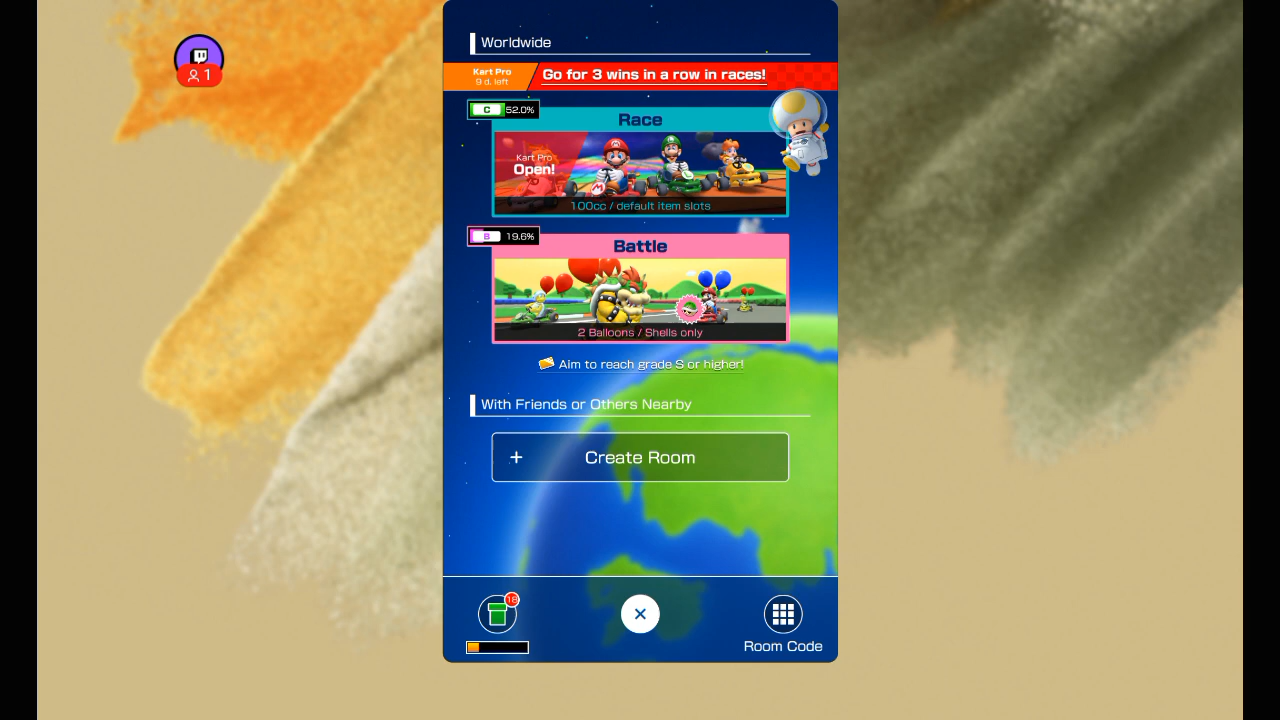 Worldwide
Kart Pro
9 d. left
Go for 3 wins in a row in races!
C 52.0%
Race
Kart Pro
Open!
M
100cc / default item slots
B 19.6%
Battle
2 Balloons / Shells only
Aim to reach grade S or higher!
With Friends or Others Nearby
+ Create Room
18
Room Code
1